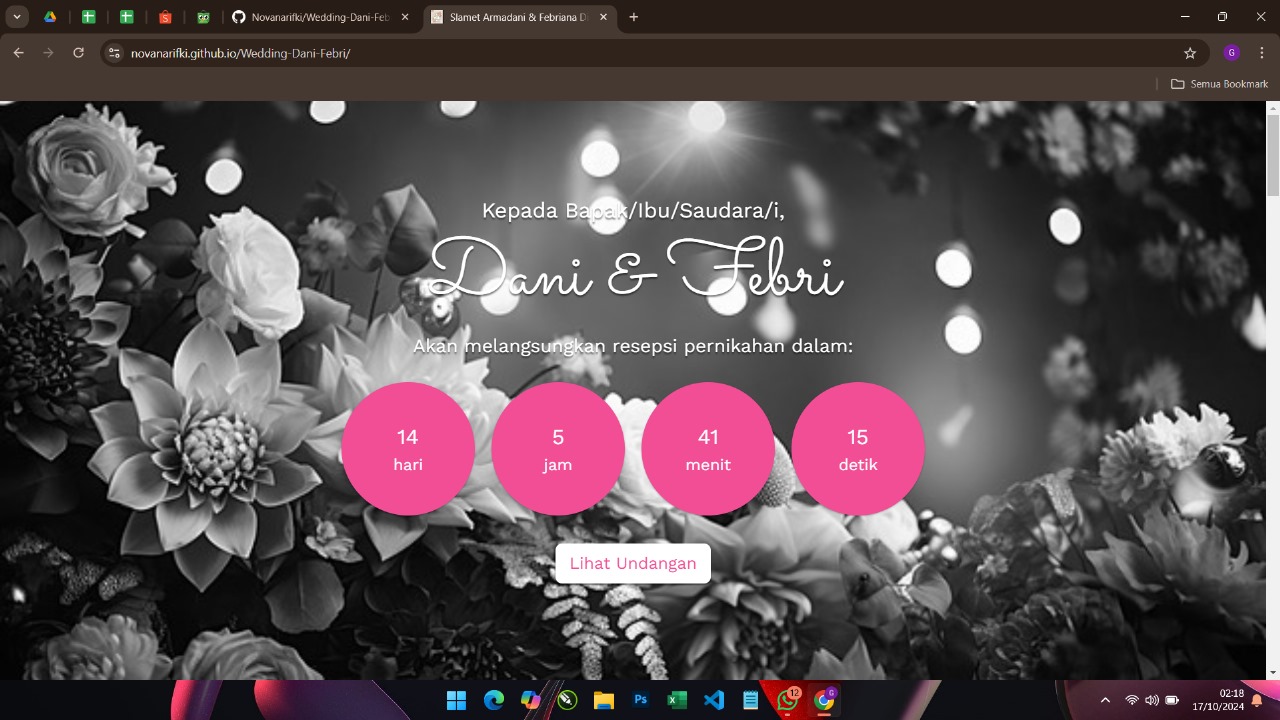 Novanarifki/Wedding-Dani-Feb
Slamet Armadani & Febriana D
novanarifki.github.io/Wedding-Dani-Febri/
G
Semua Bookmark
Kepada Bapak/Ibu/Saudara/i,
Dani & Febri
Akan melangsungkan resepsi pernikahan dalam:
14
hari
5
jam
41
menit
15
detik
Lihat Undangan
Ps
12
G
02:18
17/10/2024